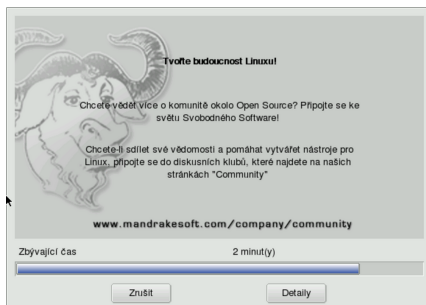 Tvořte budoucnost Linuxu!
Chcete vědět více o komunitě okolo Open Source? Připojte se ke
světu Svobodného Software!
Chcete-li sdílet své vědomosti a pomáhat vytvářet nástroje pro
Linux, připojte se do diskusních klubů, které najdete na našich
stránkách "Community"
www.mandrakesoft.com/company/community
Zbývající čas 2 minut(y)
Zrušit Detaily